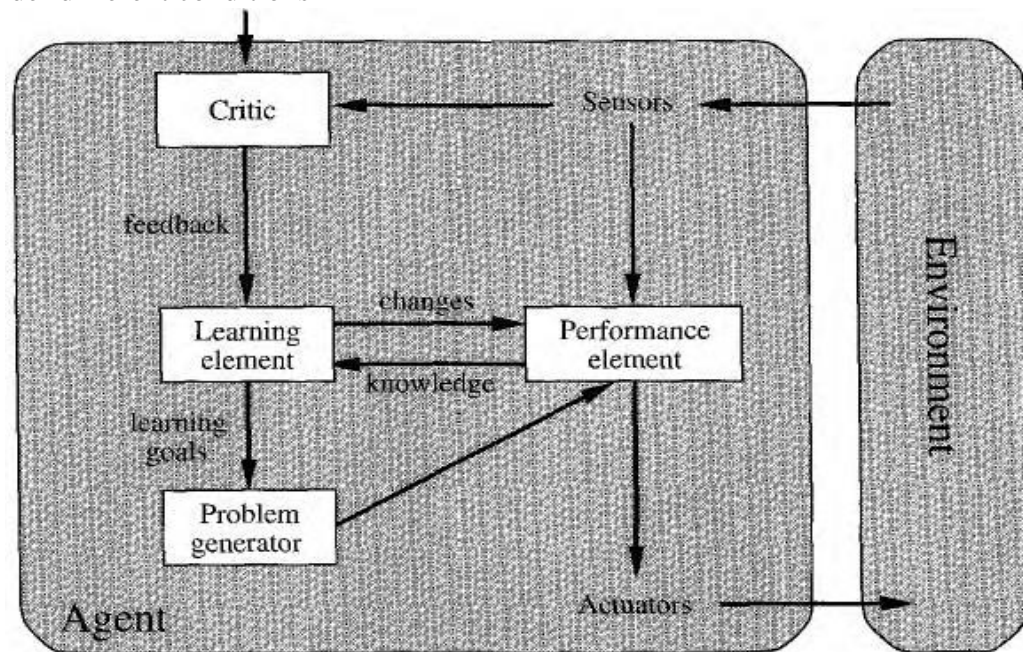 Critic
Sensors
feedback
changes
Learning
element
Performance
element
knowledge
learning
goals
Problem
generator
Agent
Actuators
Environment